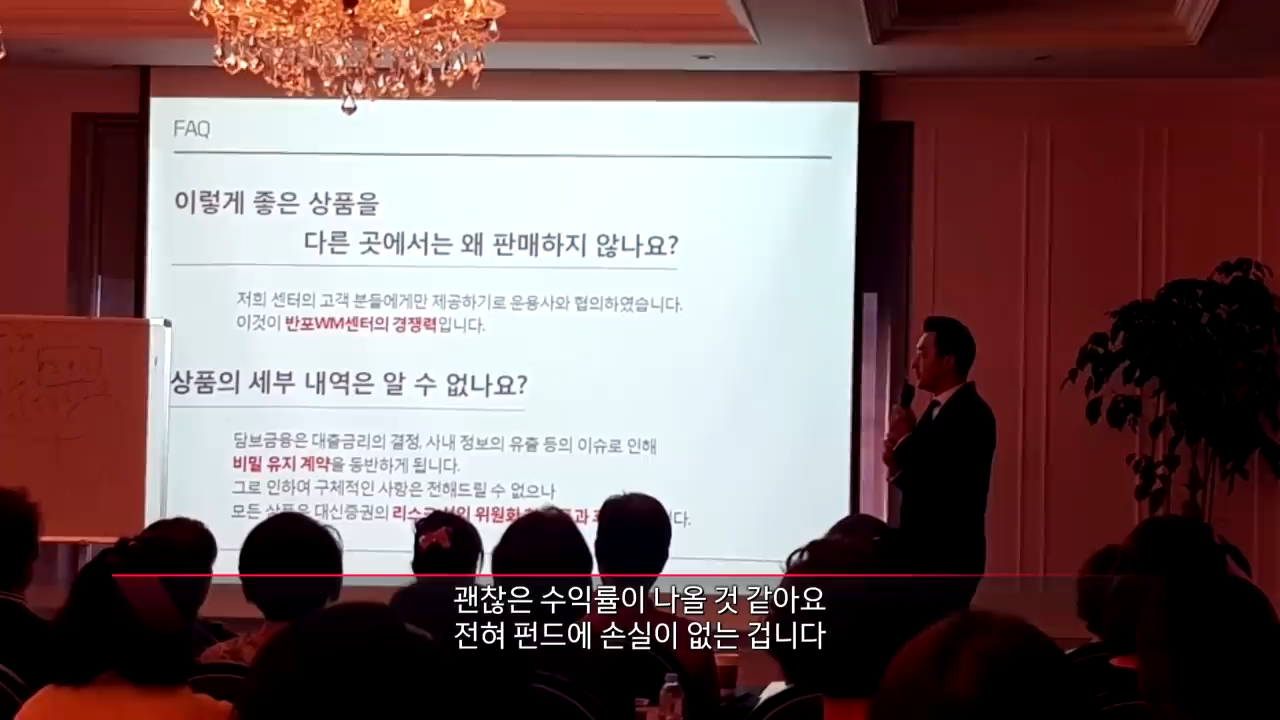 FAQ
이렇게 좋은 상품을
다른 곳에서는 왜 판매하지 않나요?
저희 센터의 고객 분들에게만 제공하기로 운용사와 협의하였습니다.
이것이 반포WM센터의 경쟁력입니다.
상품의 세부 내역은 알 수 없나요?
담보금융은 대출금리의 결정, 사내 정보의 유출 등의 이슈로 인해
비밀 유지 계약을 동반하게 됩니다.
그로 인하여 구체적인 사항은 전해드릴 수 없으나
모든 상품은 대신증권의 위원회
괜찮은 수익률이 나올 것 같아요
전혀 펀드에 손실이 없는 겁니다